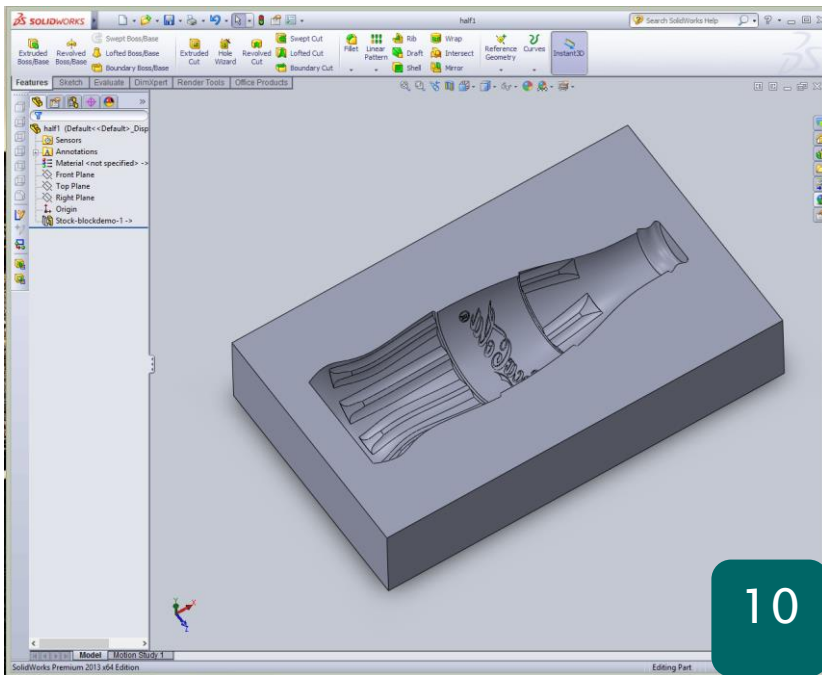 SOLIDWORKS
half1
Search SolidWorks Help
Extruded Boss/Base
Revolved Boss/Base
Swept Boss/Base
Lofted Boss/Base
Boundary Boss/Base
Extruded Cut
Hole Wizard
Revolved Cut
Swept Cut
Lofted Cut
Boundary Cut
Fillet
Linear Pattern
Rib
Draft
Shell
Wrap
Intersect
Mirror
Reference Geometry
Curves
Instant3D
Features
Sketch
Evaluate
DimXpert
Render Tools
Office Products
half1 (Default<<Default>_Disp
Sensors
Annotations
Material <not specified> ->
Front Plane
Top Plane
Right Plane
Origin
Stock-blockdemo-1 ->
Model
Motion Study 1
SolidWorks Premium 2013 x64 Edition
Editing Part
10